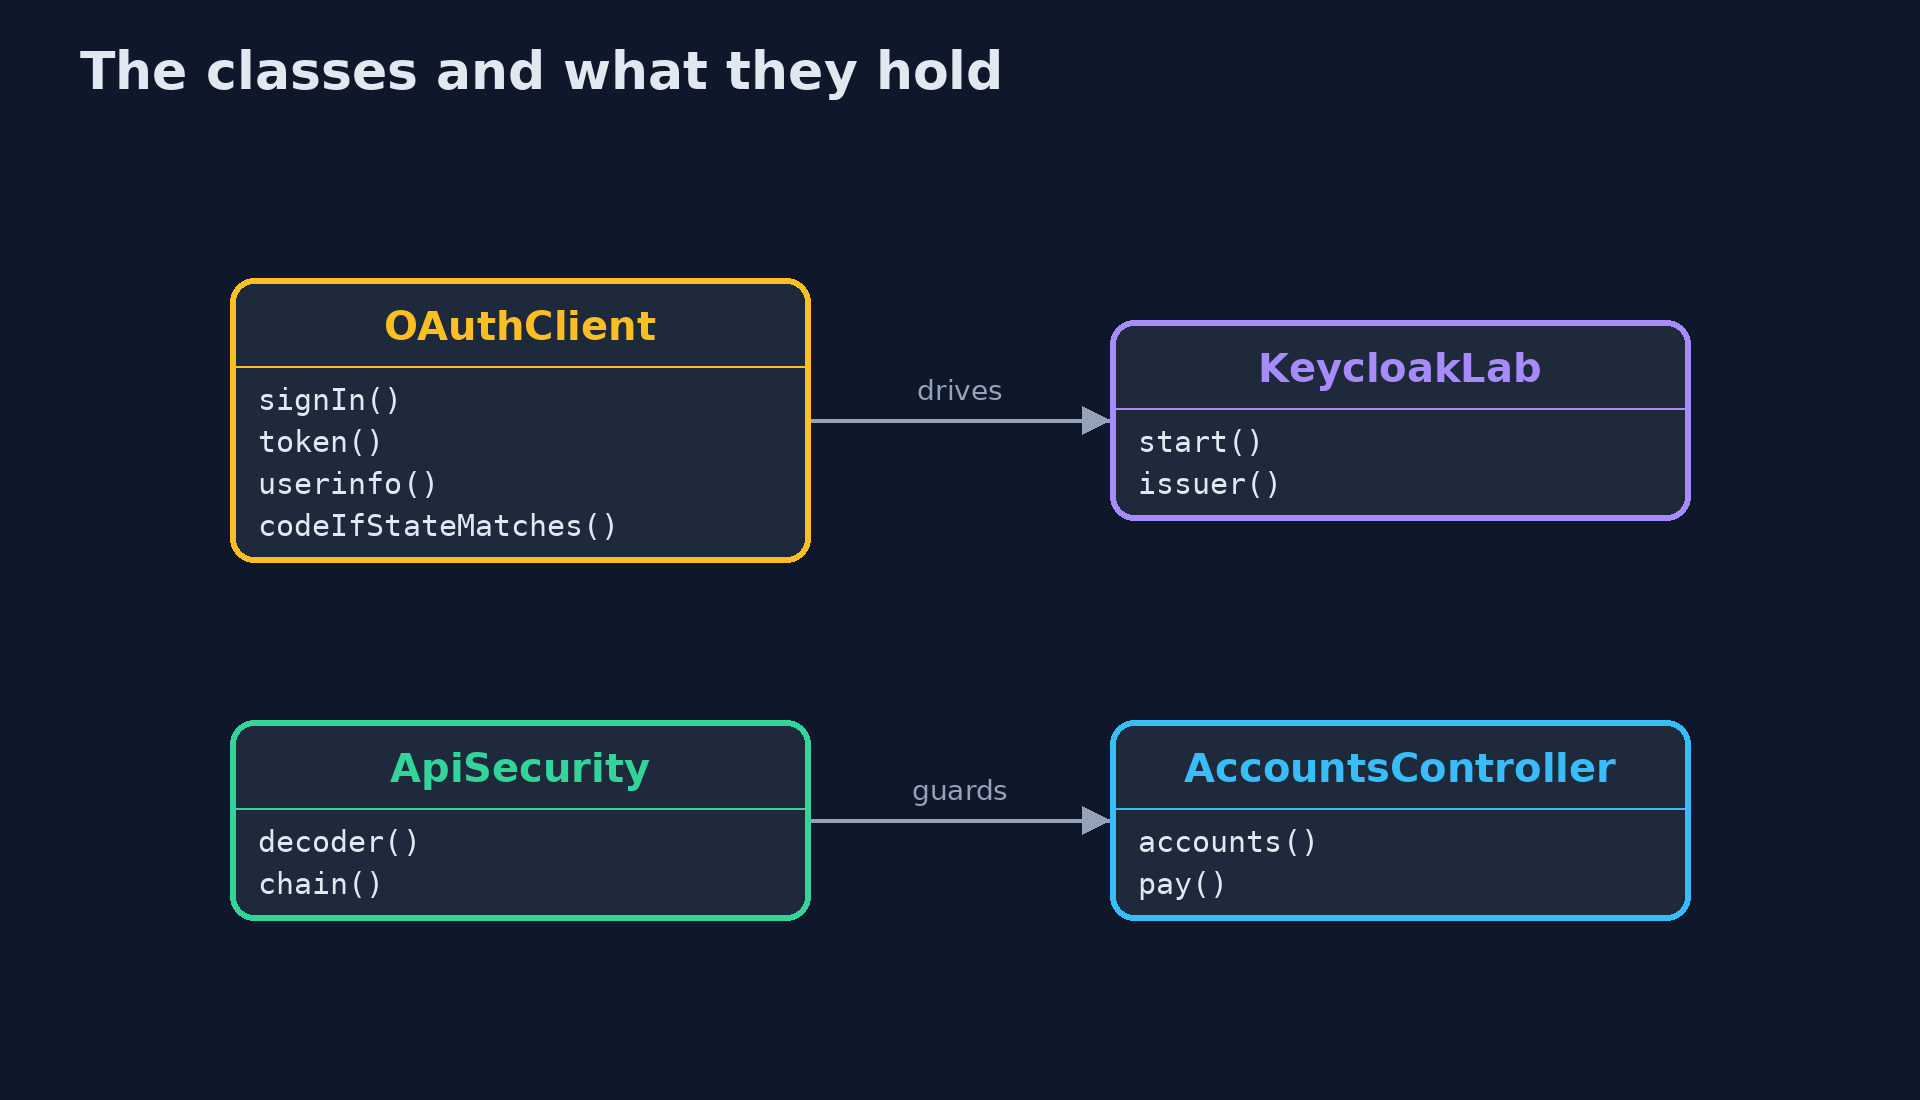 The classes and what they hold
OAuthClient
signIn()
token()
userinfo()
codeIfStateMatches()
drives
KeycloakLab
start()
issuer()
ApiSecurity
decoder()
chain()
guards
AccountsController
accounts()
pay()